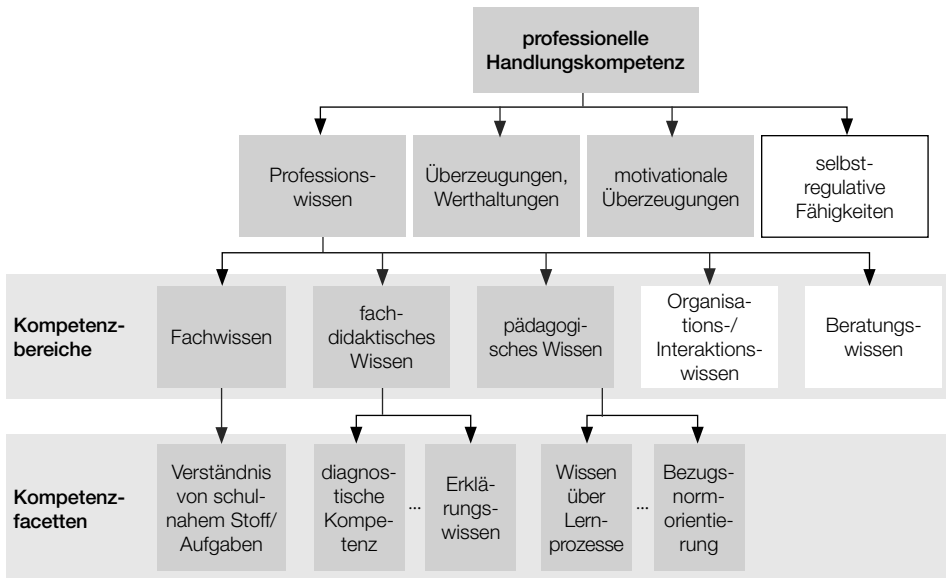 professionelle
Handlungskompetenz
Professions-
wissen
Überzeugungen,
Werthaltungen
motivationale
Überzeugungen
selbst-
regulative
Fähigkeiten
Kompetenz-
bereiche
Fachwissen
fach-
didaktisches
Wissen
pädagogi-
sches Wissen
Organisa-
tions-/
Interaktions-
wissen
Beratungs-
wissen
Kompetenz-
facetten
Verständnis
von schul-
nahem Stoff/
Aufgaben
diagnos-
tische
Kompe-
tenz
...
Erklä-
rungs-
wissen
Wissen
über
Lern-
prozesse
...
Bezugs-
norm-
orientie-
rung